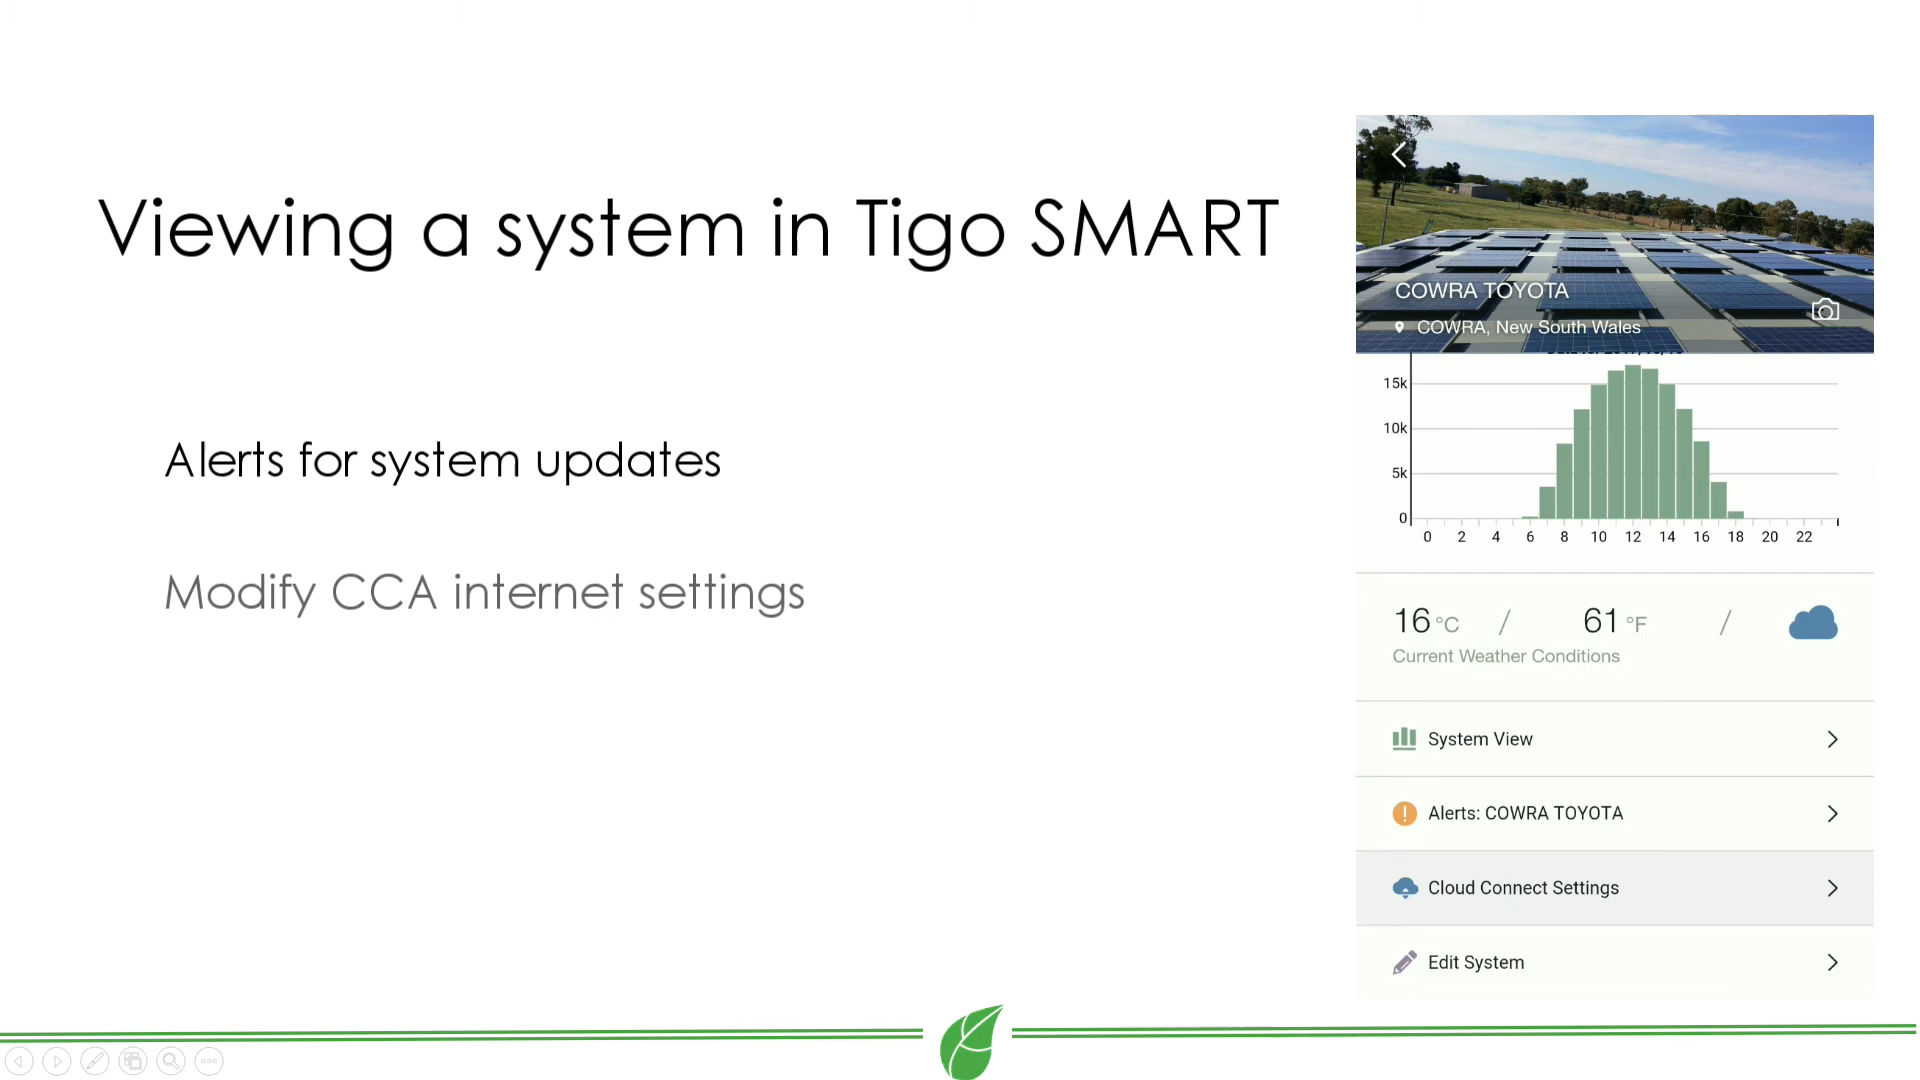 Viewing a system in Tigo SMART
Alerts for system updates
Modify CCA internet settings
COWRA TOYOTA
COWRA, New South Wales
15k
10k
5k
0
0 2 4 6 8 10 12 14 16 18 20 22
16 °C / 61 °F /
Current Weather Conditions
System View
Alerts: COWRA TOYOTA
Cloud Connect Settings
Edit System